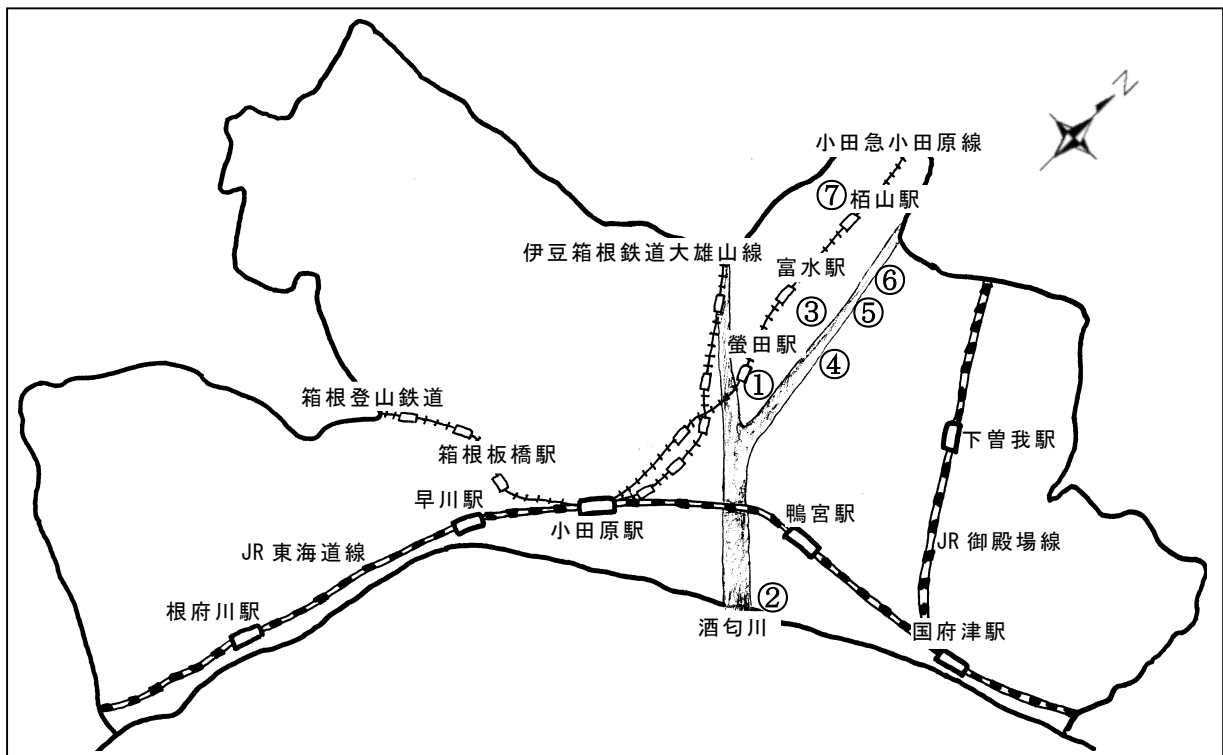 N
小田急小田原線
⑦
栢山駅
伊豆箱根鉄道大雄山線
富水駅
⑥
③
⑤
螢田駅
④
①
箱根登山鉄道
箱根板橋駅
下曽我駅
早川駅
小田原駅
鴨宮駅
JR東海道線
JR御殿場線
根府川駅
②
酒匂川
国府津駅